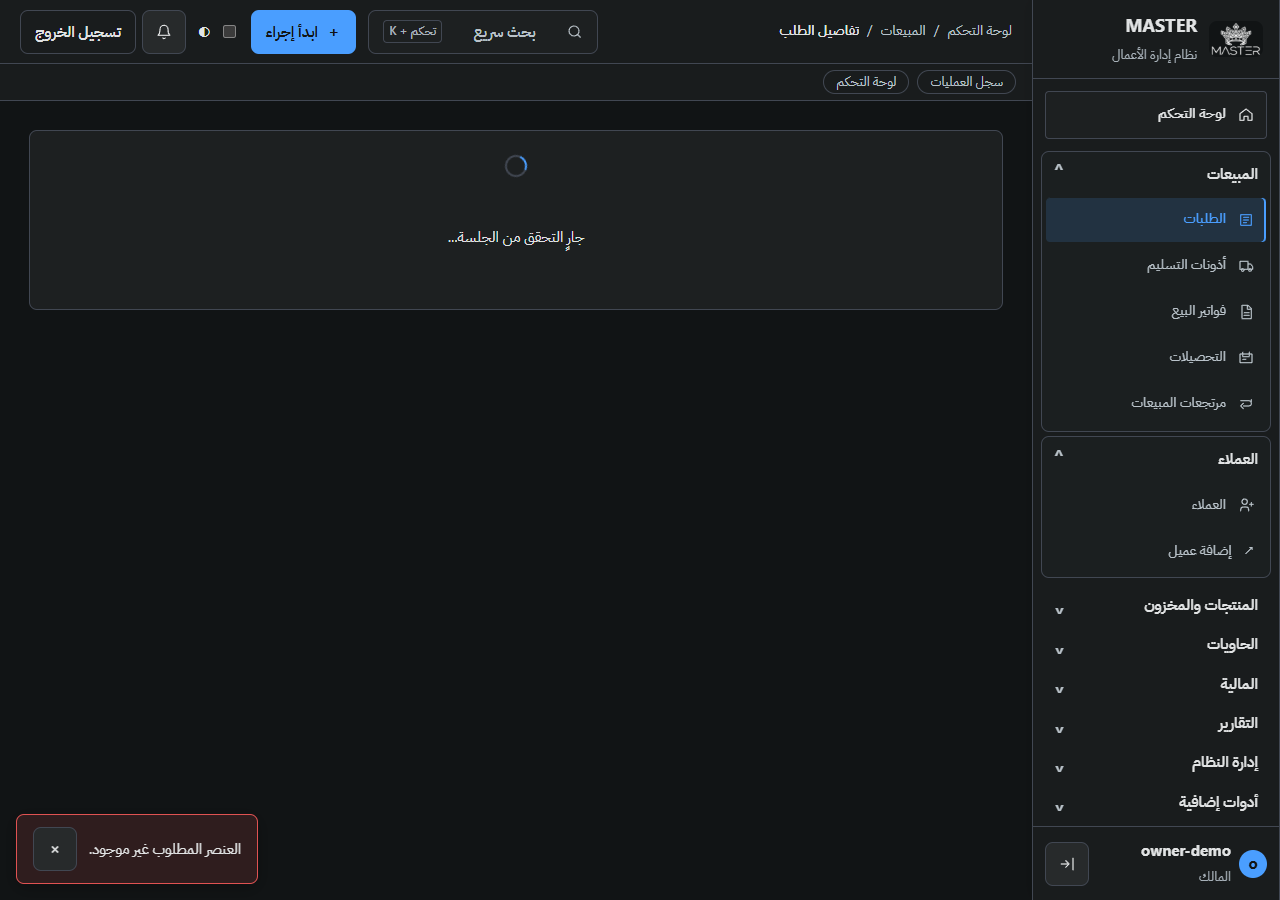 MASTER
نظام إدارة الأعمال
MASTER
لوحة التحكم / المبيعات / تفاصيل الطلب
بحث سريع
تحكم + K
+ ابدأ إجراء
تسجيل الخروج
سجل العمليات
لوحة التحكم
لوحة التحكم
المبيعات
الطلبات
أذونات التسليم
فواتير البيع
التحصيلات
مرتجعات المبيعات
العملاء
العملاء
إضافة عميل
المنتجات والمخزون
الحاويات
المالية
التقارير
إدارة النظام
أدوات إضافية
o
owner-demo
المالك
جارٍ التحقق من الجلسة...
العنصر المطلوب غير موجود.
×